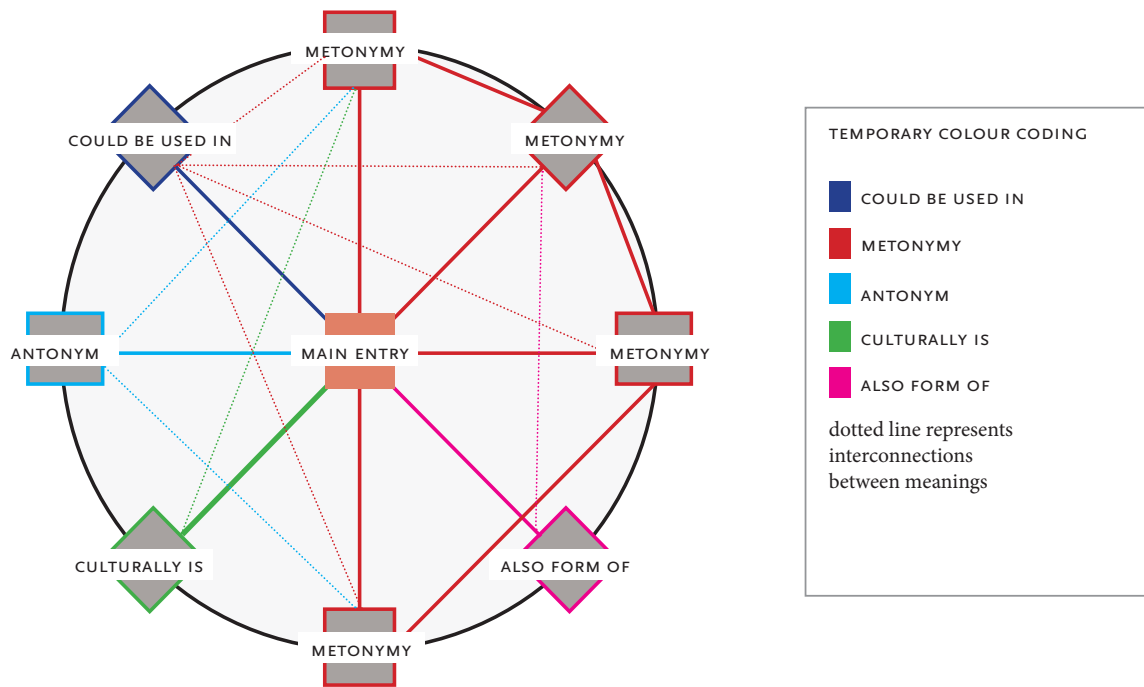 METONYMY
COULD BE USED IN
METONYMY
ANTONYM
MAIN ENTRY
METONYMY
CULTURALLY IS
ALSO FORM OF
METONYMY
TEMPORARY COLOUR CODING
COULD BE USED IN
METONYMY
ANTONYM
CULTURALLY IS
ALSO FORM OF
dotted line represents
interconnections
between meanings